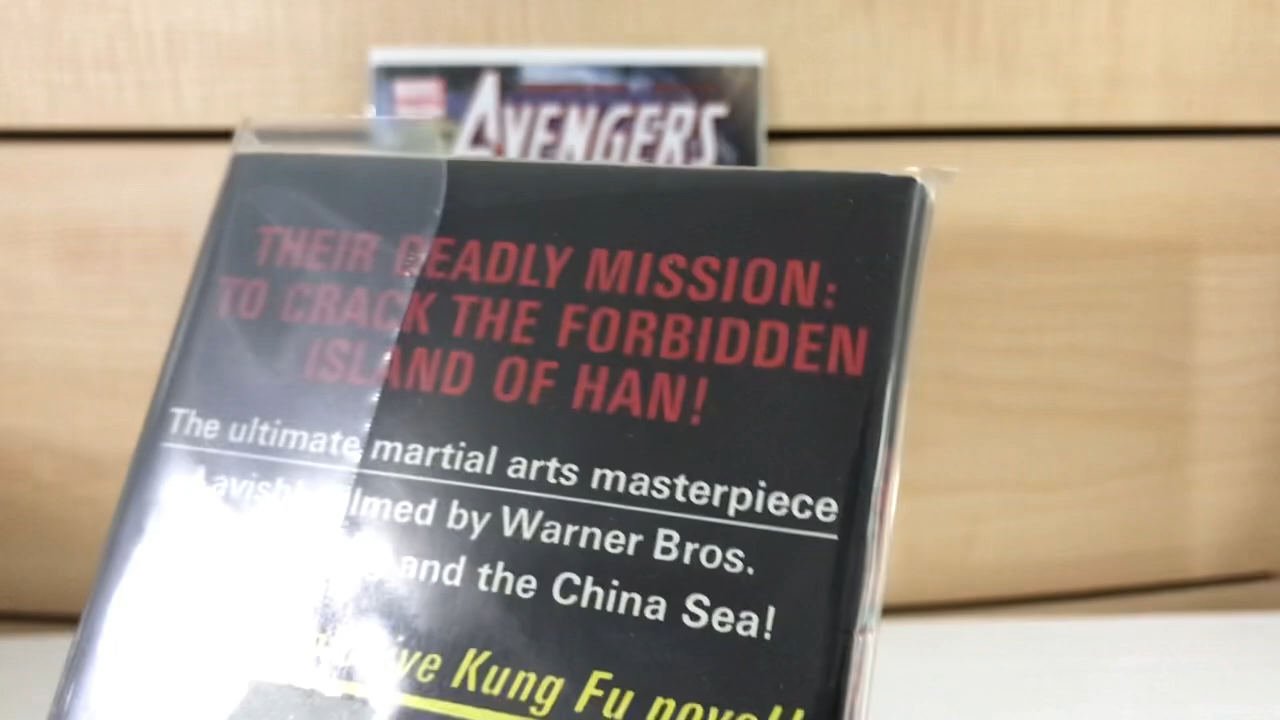 AVENGERS
THEIR DEADLY MISSION:
TO CRACK THE FORBIDDEN
ISLAND OF HAN!
The ultimate martial arts masterpiece
Lavishly filmed by Warner Bros.
and the China Sea!
Kung Fu novel!